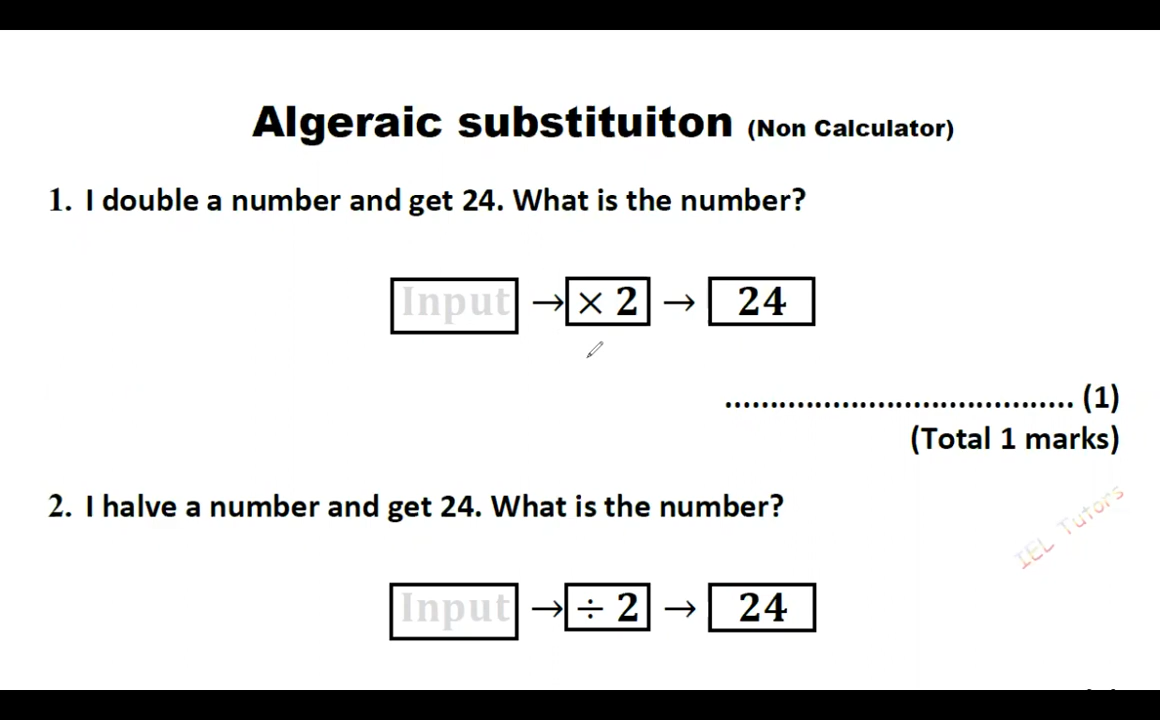 Algeraic substituiton (Non Calculator)
1. I double a number and get 24. What is the number?
Input → × 2 → 24
....................................... (1)
(Total 1 marks)
2. I halve a number and get 24. What is the number?
IEL Tutors
Input → ÷ 2 → 24